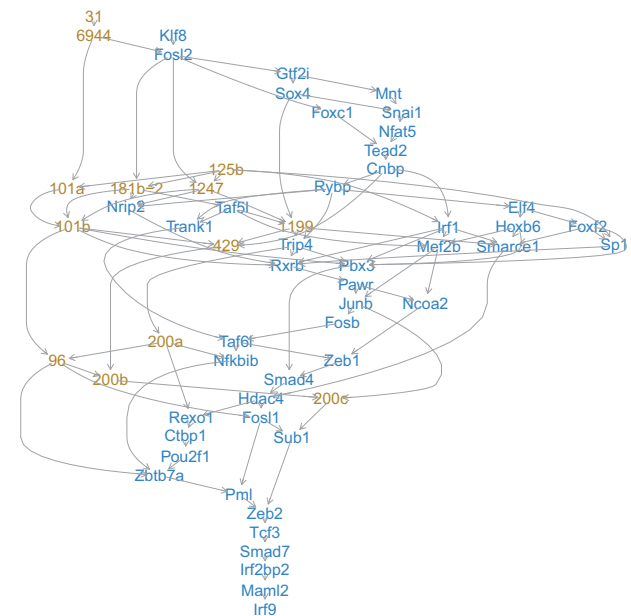 31
6944 Klf8
Fosl2
Gtf2i
Sox4 Mnt
Foxc1 Snai1
Nfat5
Tead2
125b Cnbp
101a 181b-2 1247 Rybp
Nrip2 Taf5l Elf4
101b Trank1 1199 Irf1 Hoxb6 Foxf2
429 Trip4 Mef2b Smarce1 Sp1
Rxrb Pbx3
Pawr
Junb Ncoa2
Fosb
200a Taf6l
96 Nfkbib Zeb1
200b Smad4
Hdac4 200c
Rexo1 Fosl1
Ctbp1 Sub1
Pou2f1
Zbtb7a
Pml
Zeb2
Tcf3
Smad7
Irf2bp2
Maml2
Irf9